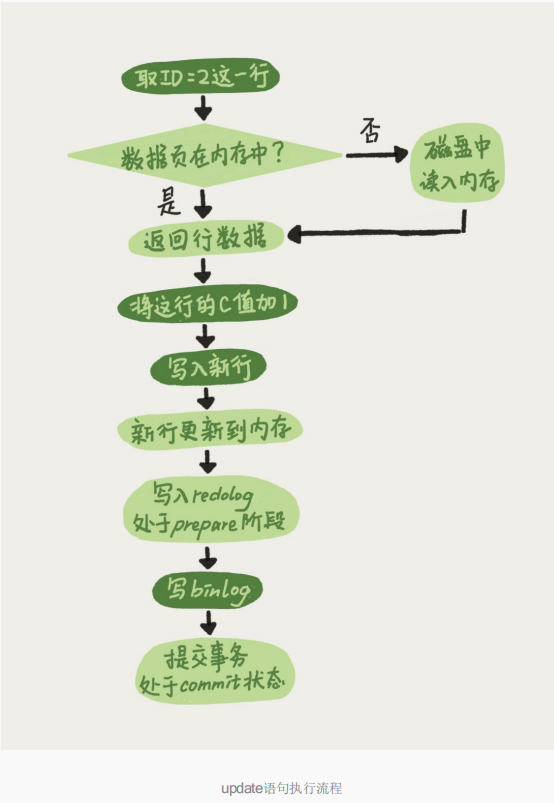 取ID=2这一行
数据页在内存中？
否
磁盘中
读入内存
是
返回行数据
将这行的C值加1
写入新行
新行更新到内存
写入redolog
处于prepare阶段
写binlog
提交事务
处于commit状态
update语句执行流程